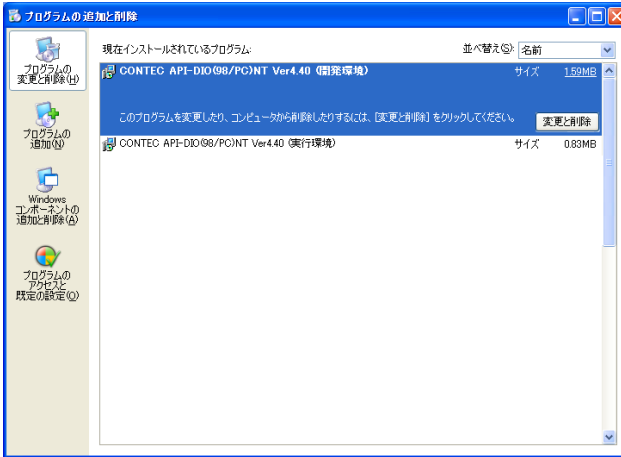 プログラムの追加と削除
プログラムの
変更と削除(H)
プログラムの
追加(N)
Windows
コンポーネントの
追加と削除(A)
プログラムの
アクセスと
既定の設定(O)
現在インストールされているプログラム:
並べ替え(S): 名前
CONTEC API-DIO(98/PC)NT Ver4.40 (開発環境)
サイズ 1.59MB
このプログラムを変更したり、コンピュータから削除したりするには、[変更と削除] をクリックしてください。
変更と削除
CONTEC API-DIO(98/PC)NT Ver4.40 (実行環境)
サイズ 0.83MB